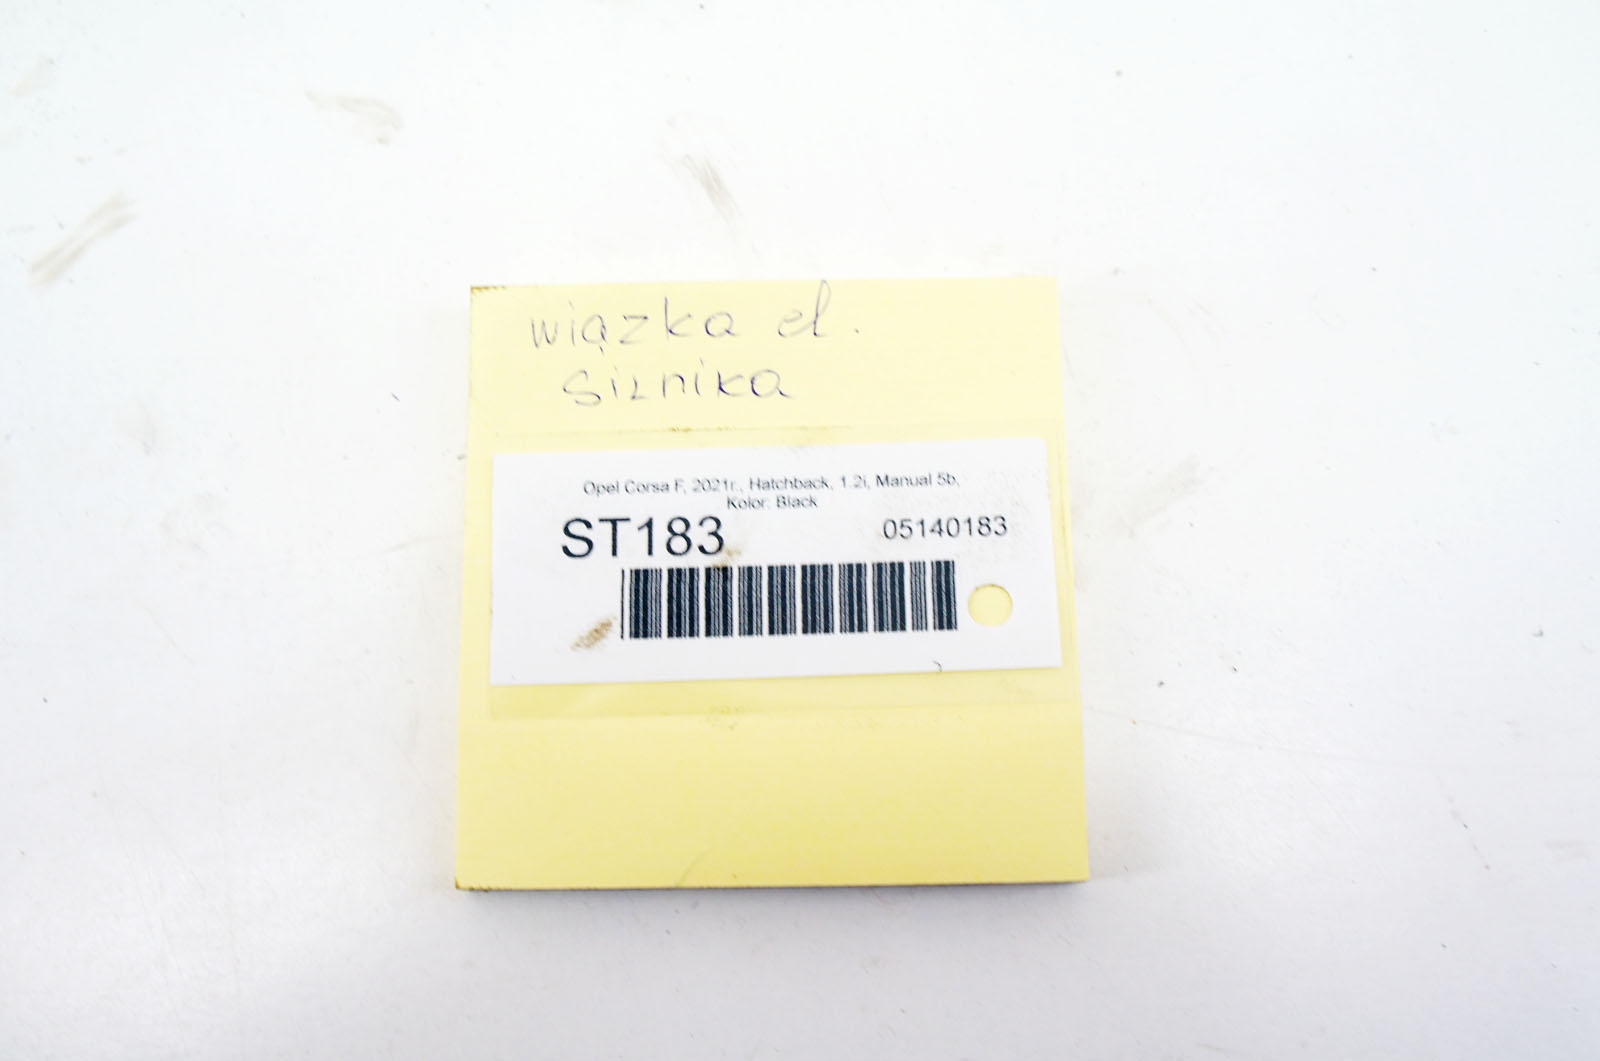 wiązka el.
silnika
Opel Corsa F, 2021r., Hatchback, 1.2i, Manual 5b,
Kolor: Black
ST183 05140183